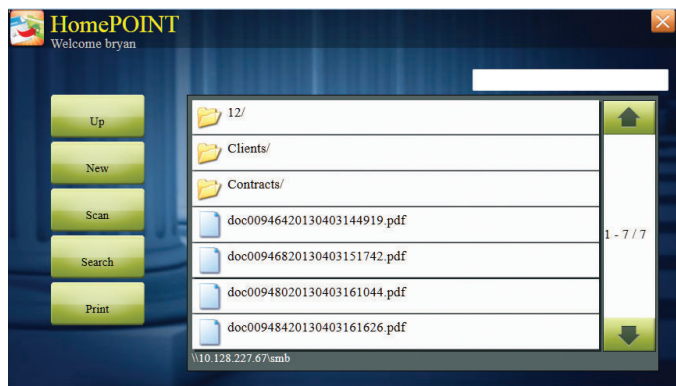 HomePOINT
Welcome bryan
Up
New
Scan
Search
Print
12/
Clients/
Contracts/
doc00946420130403144919.pdf
doc00946820130403151742.pdf
doc00948020130403161044.pdf
doc00948420130403161626.pdf
1 - 7 / 7
\\10.128.227.67\smb